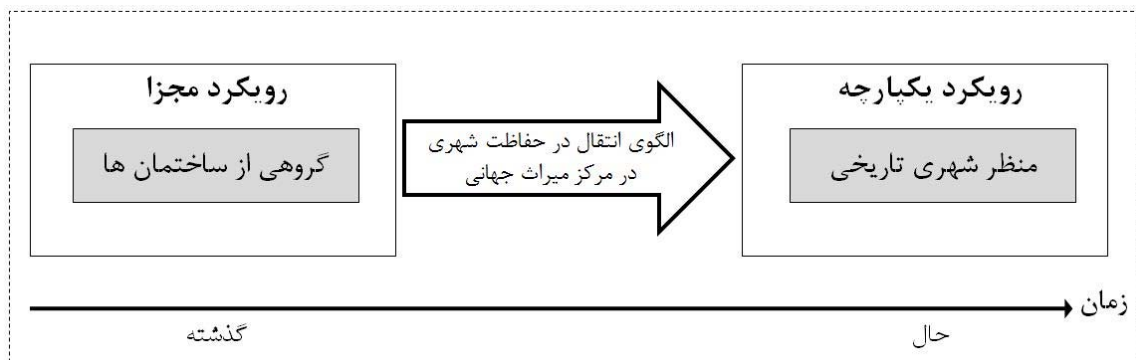 رویکرد مجزا
گروهی از ساختمان ها
الگوی انتقال در حفاظت شهری
در مرکز میراث جهانی
رویکرد یکپارچه
منظر شهری تاریخی
زمان
گذشته
حال